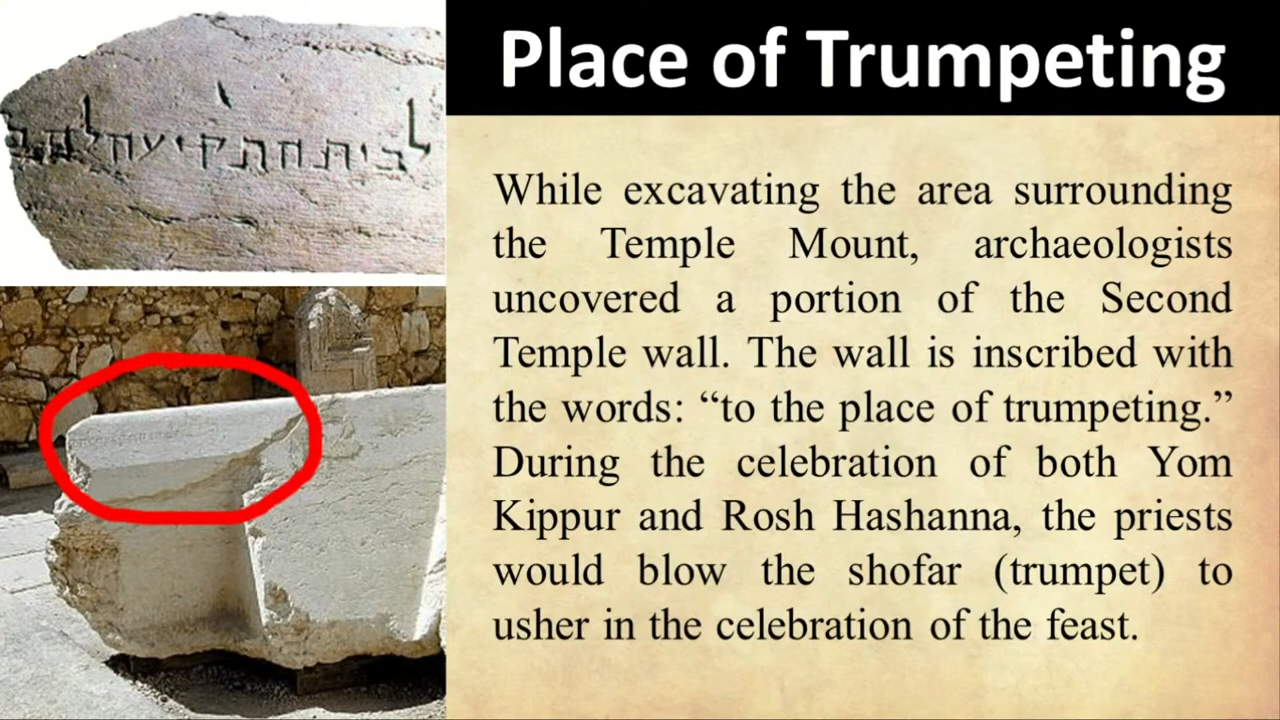 לבית התקיעה
Place of Trumpeting
While excavating the area surrounding
the Temple Mount, archaeologists
uncovered a portion of the Second
Temple wall. The wall is inscribed with
the words: “to the place of trumpeting.”
During the celebration of both Yom
Kippur and Rosh Hashanna, the priests
would blow the shofar (trumpet) to
usher in the celebration of the feast.